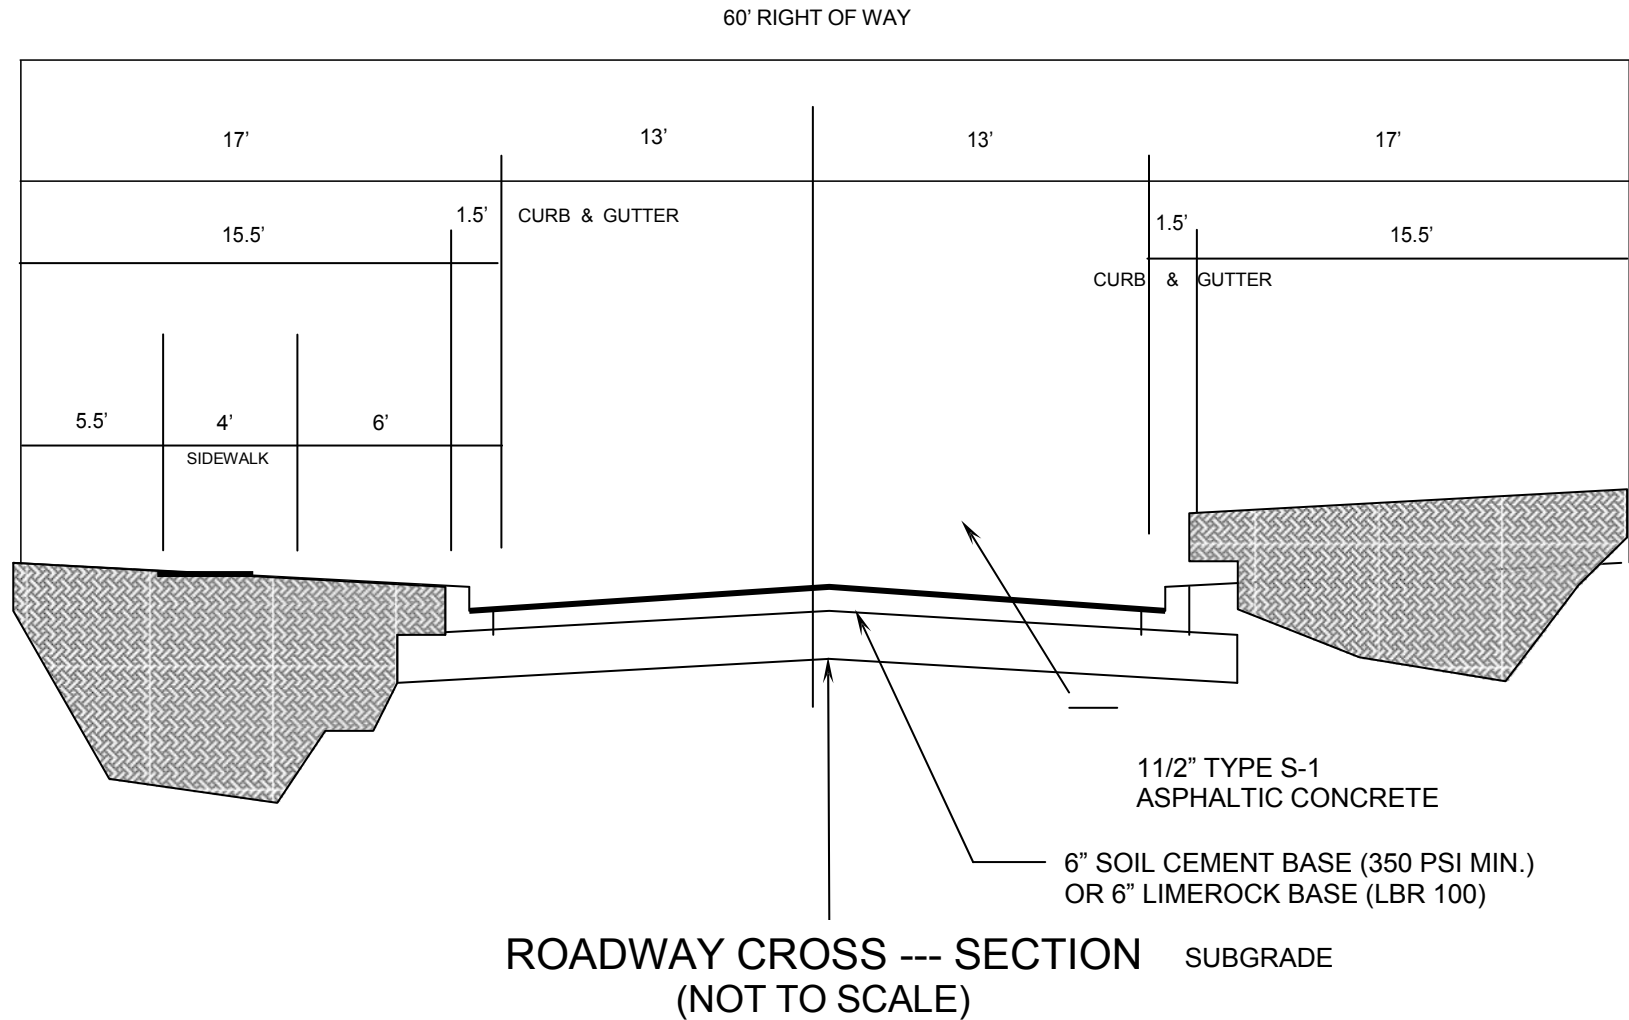 60’ RIGHT OF WAY
17’ 13’ 13’ 17’
1.5’ CURB & GUTTER 1.5’
15.5’ 15.5’
CURB & GUTTER
5.5’ 4’ 6’
SIDEWALK
11/2” TYPE S-1
ASPHALTIC CONCRETE
6” SOIL CEMENT BASE (350 PSI MIN.)
OR 6” LIMEROCK BASE (LBR 100)
ROADWAY CROSS --- SECTION SUBGRADE
(NOT TO SCALE)